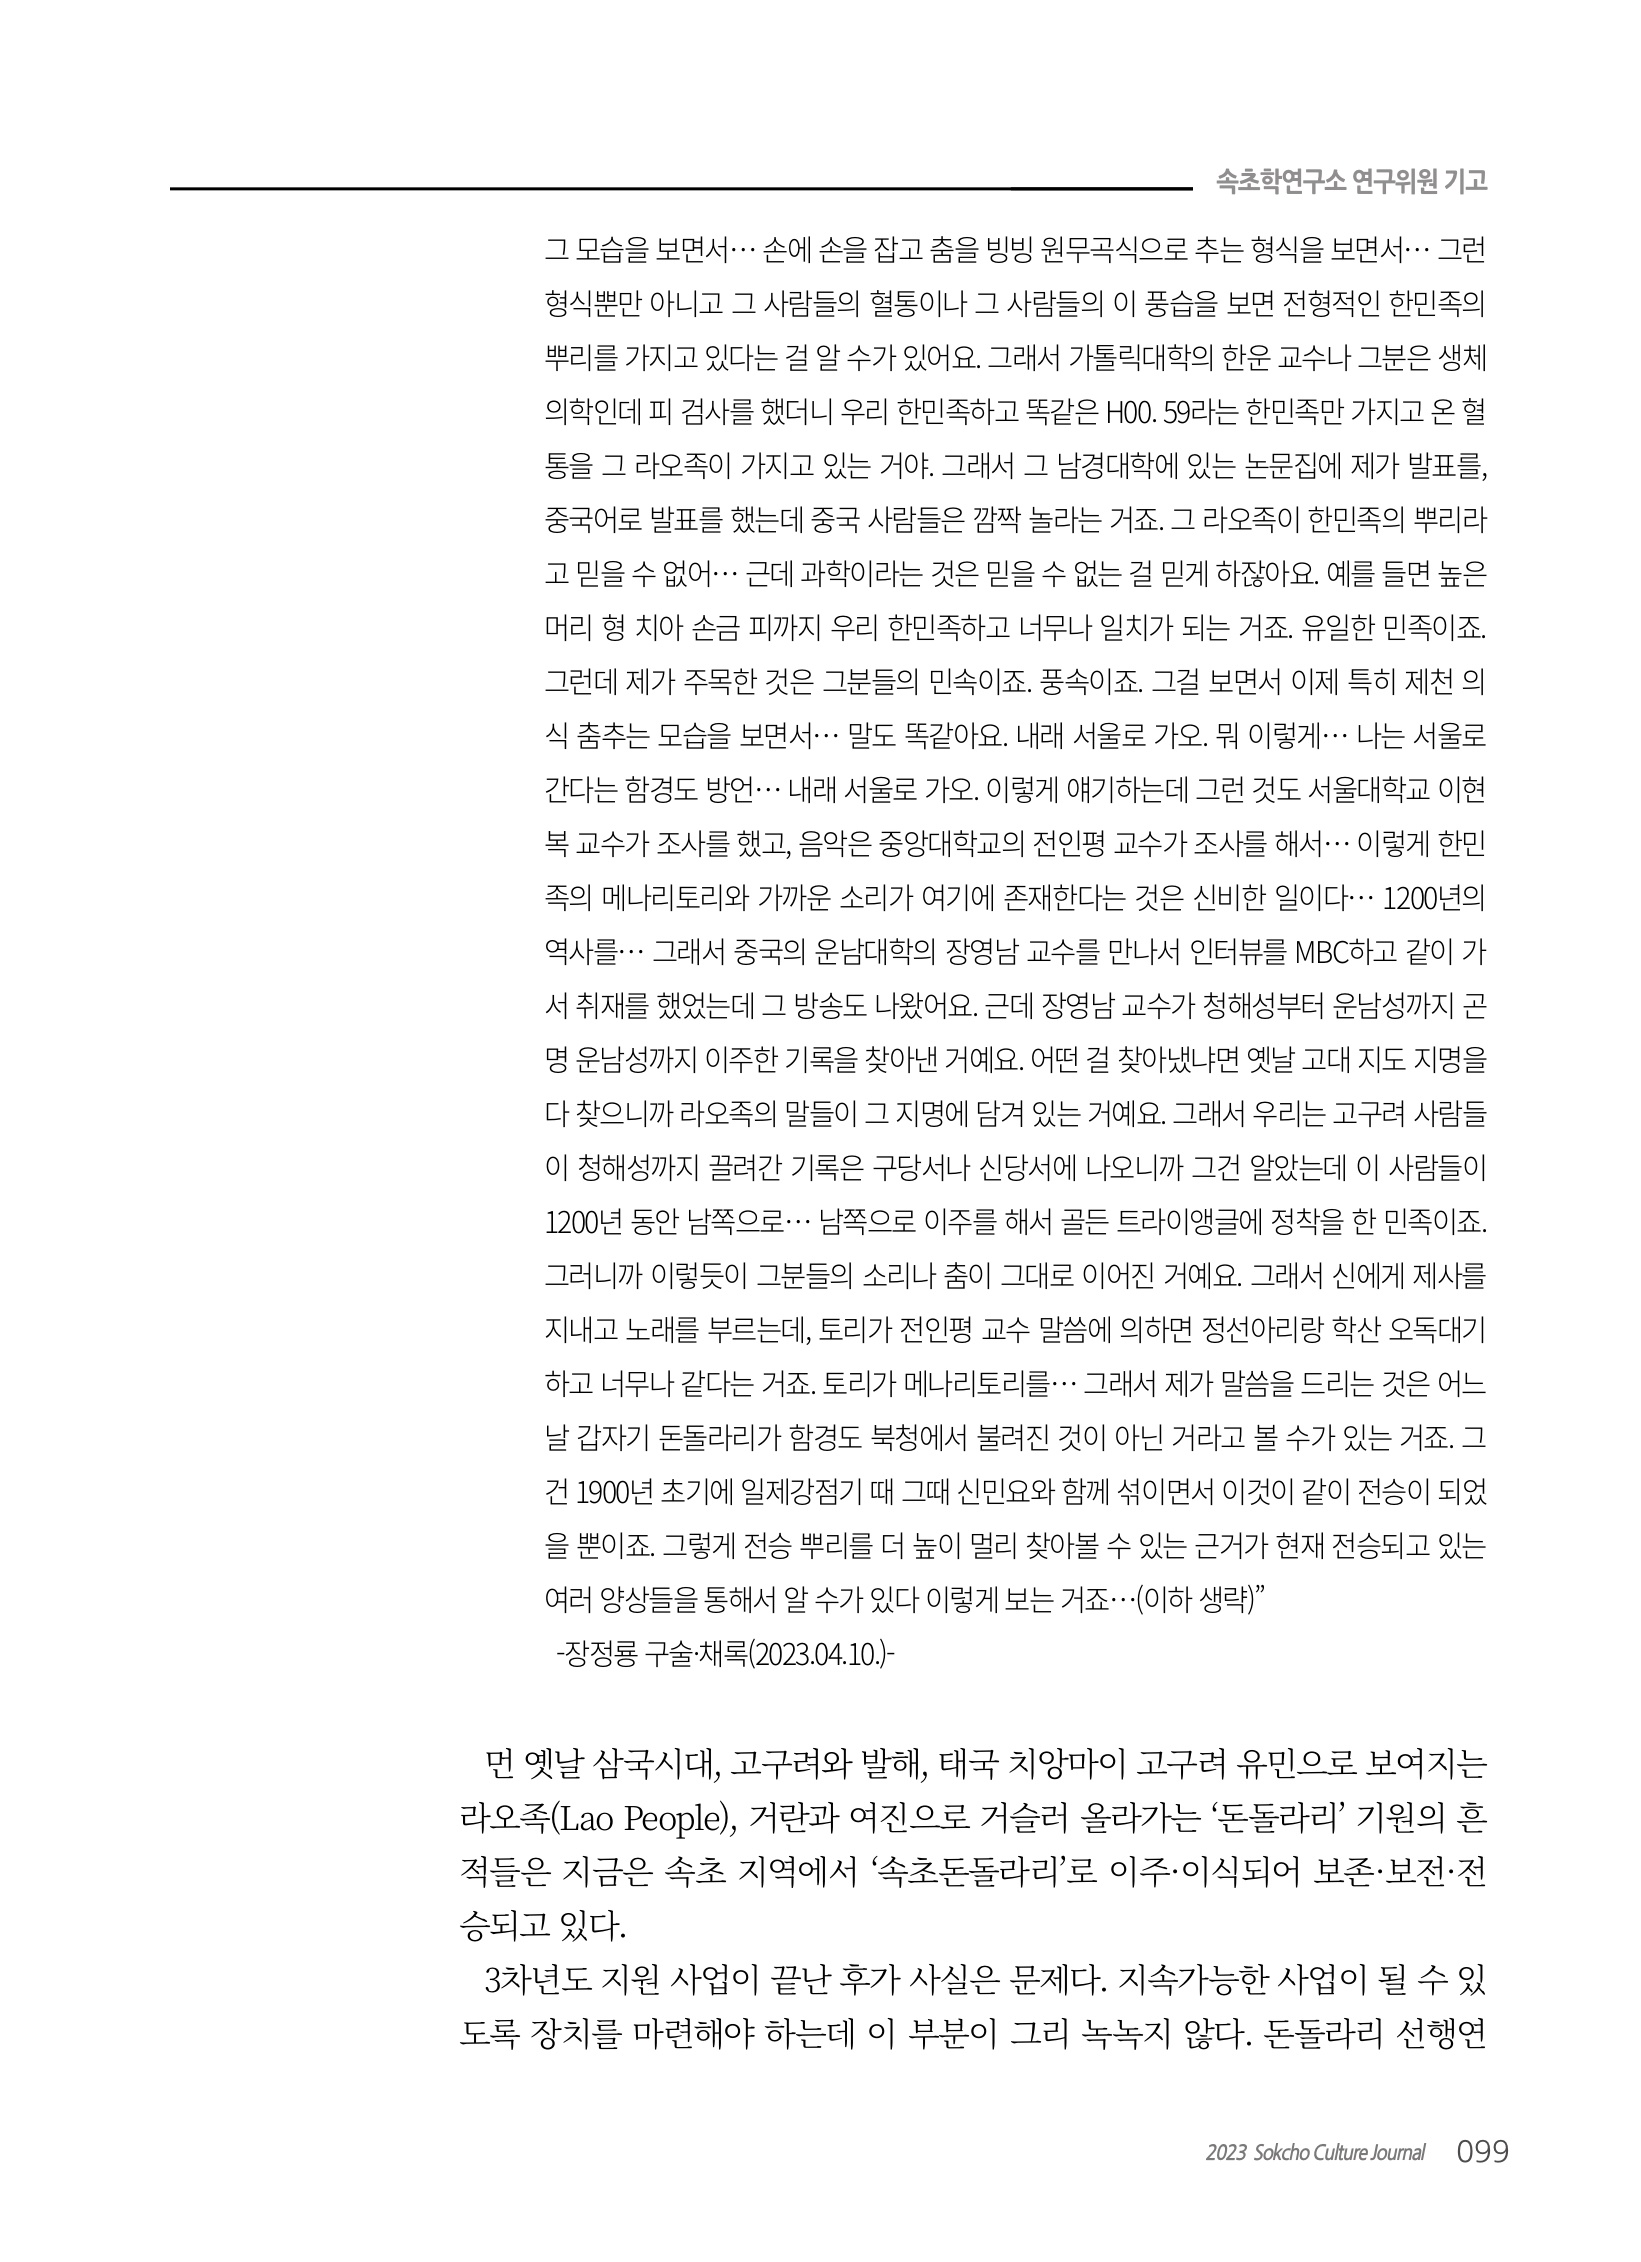 속초학연구소 연구위원 기고
그 모습을 보면서… 손에 손을 잡고 춤을 빙빙 원무곡식으로 추는 형식을 보면서… 그런
형식뿐만 아니고 그 사람들의 혈통이나 그 사람들의 이 풍습을 보면 전형적인 한민족의
뿌리를 가지고 있다는 걸 알 수가 있어요. 그래서 가톨릭대학의 한운 교수나 그분은 생체
의학인데 피 검사를 했더니 우리 한민족하고 똑같은 H00. 59라는 한민족만 가지고 온 혈
통을 그 라오족이 가지고 있는 거야. 그래서 그 남경대학에 있는 논문집에 제가 발표를,
중국어로 발표를 했는데 중국 사람들은 깜짝 놀라는 거죠. 그 라오족이 한민족의 뿌리라
고 믿을 수 없어… 근데 과학이라는 것은 믿을 수 없는 걸 믿게 하잖아요. 예를 들면 높은
머리 형 치아 손금 피까지 우리 한민족하고 너무나 일치가 되는 거죠. 유일한 민족이죠.
그런데 제가 주목한 것은 그분들의 민속이죠. 풍속이죠. 그걸 보면서 이제 특히 제천 의
식 춤추는 모습을 보면서… 말도 똑같아요. 내래 서울로 가오. 뭐 이렇게… 나는 서울로
간다는 함경도 방언… 내래 서울로 가오. 이렇게 얘기하는데 그런 것도 서울대학교 이현
복 교수가 조사를 했고, 음악은 중앙대학교의 전인평 교수가 조사를 해서… 이렇게 한민
족의 메나리토리와 가까운 소리가 여기에 존재한다는 것은 신비한 일이다… 1200년의
역사를… 그래서 중국의 운남대학의 장영남 교수를 만나서 인터뷰를 MBC하고 같이 가
서 취재를 했었는데 그 방송도 나왔어요. 근데 장영남 교수가 청해성부터 운남성까지 곤
명 운남성까지 이주한 기록을 찾아낸 거예요. 어떤 걸 찾아냈냐면 옛날 고대 지도 지명을
다 찾으니까 라오족의 말들이 그 지명에 담겨 있는 거예요. 그래서 우리는 고구려 사람들
이 청해성까지 끌려간 기록은 구당서나 신당서에 나오니까 그건 알았는데 이 사람들이
1200년 동안 남쪽으로… 남쪽으로 이주를 해서 골든 트라이앵글에 정착을 한 민족이죠.
그러니까 이렇듯이 그분들의 소리나 춤이 그대로 이어진 거예요. 그래서 신에게 제사를
지내고 노래를 부르는데, 토리가 전인평 교수 말씀에 의하면 정선아리랑 학산 오독대기
하고 너무나 같다는 거죠. 토리가 메나리토리를… 그래서 제가 말씀을 드리는 것은 어느
날 갑자기 돈돌라리가 함경도 북청에서 불려진 것이 아닌 거라고 볼 수가 있는 거죠. 그
건 1900년 초기에 일제강점기 때 그때 신민요와 함께 섞이면서 이것이 같이 전승이 되었
을 뿐이죠. 그렇게 전승 뿌리를 더 높이 멀리 찾아볼 수 있는 근거가 현재 전승되고 있는
여러 양상들을 통해서 알 수가 있다 이렇게 보는 거죠…(이하 생략)”
-장정룡 구술·채록(2023.04.10.)-
먼 옛날 삼국시대, 고구려와 발해, 태국 치앙마이 고구려 유민으로 보여지는
라오족(Lao People), 거란과 여진으로 거슬러 올라가는 ‘돈돌라리’ 기원의 흔
적들은 지금은 속초 지역에서 ‘속초돈돌라리’로 이주·이식되어 보존·보전·전
승되고 있다.
3차년도 지원 사업이 끝난 후가 사실은 문제다. 지속가능한 사업이 될 수 있
도록 장치를 마련해야 하는데 이 부분이 그리 녹녹지 않다. 돈돌라리 선행연
2023 Sokcho Culture Journal 099